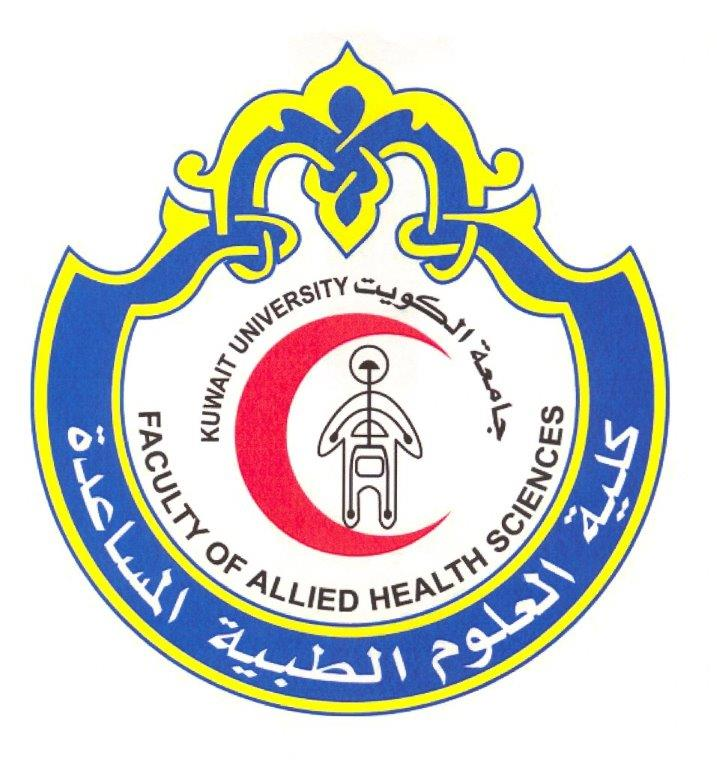 KUWAIT UNIVERSITY
جامعة الكويت
FACULTY OF ALLIED HEALTH SCIENCES
كلية العلوم الطبية المساعدة